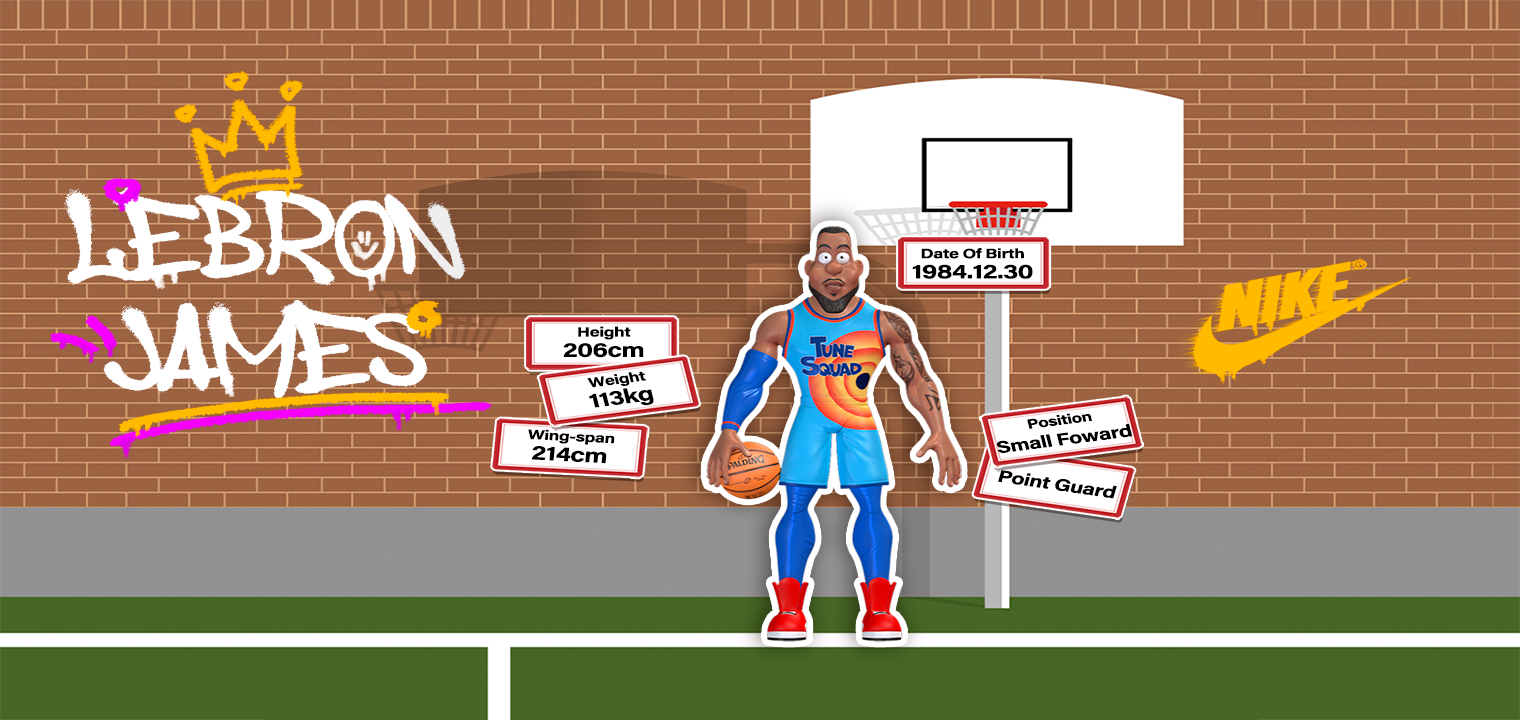 LEBRON
JAMES
Height
206cm
Weight
113kg
Wing-span
214cm
TUNE
SQUAD
SPALDING
Date Of Birth
1984.12.30
Position
Small Foward
Point Guard
NIKE